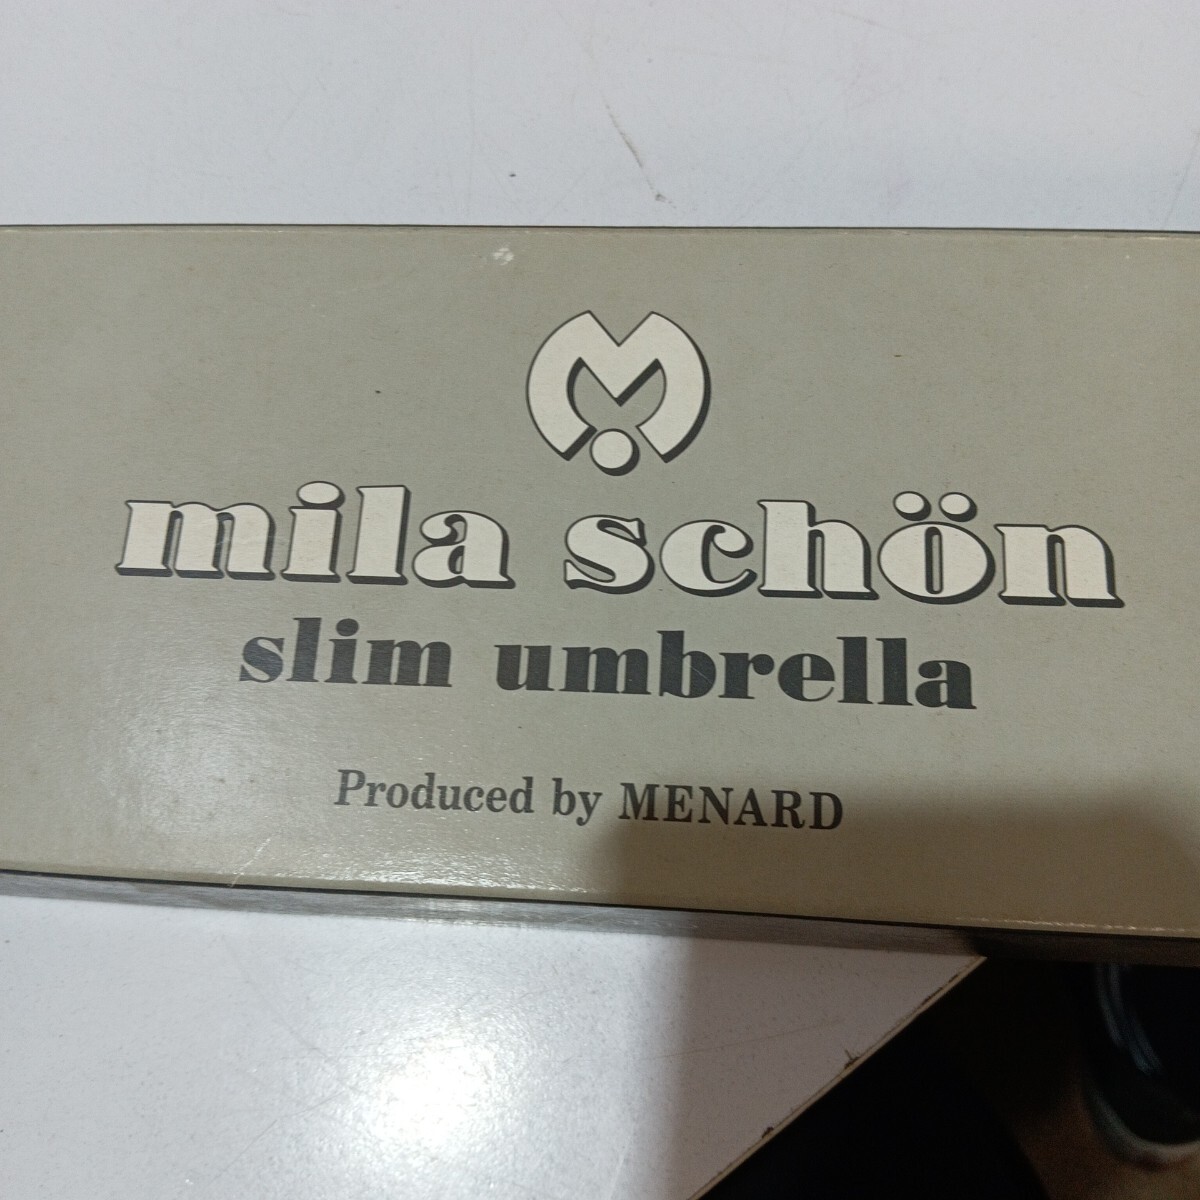 mila schön
slim umbrella
Produced by MENARD